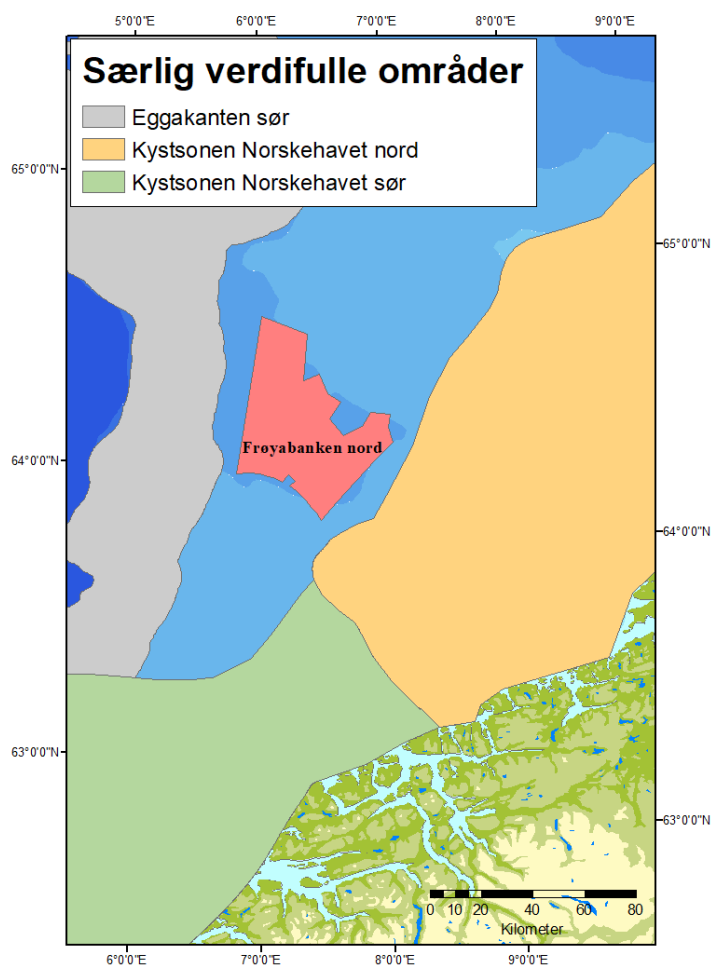 5°0'0"E 6°0'0"E 7°0'0"E 8°0'0"E 9°0'0"E
Særlig verdifulle områder
Eggakanten sør
Kystsonen Norskehavet nord
Kystsonen Norskehavet sør
65°0'0"N
65°0'0"N
Frøyabanken nord
64°0'0"N
64°0'0"N
63°0'0"N
63°0'0"N
0 10 20 40 60 80
Kilometer
6°0'0"E 7°0'0"E 8°0'0"E 9°0'0"E